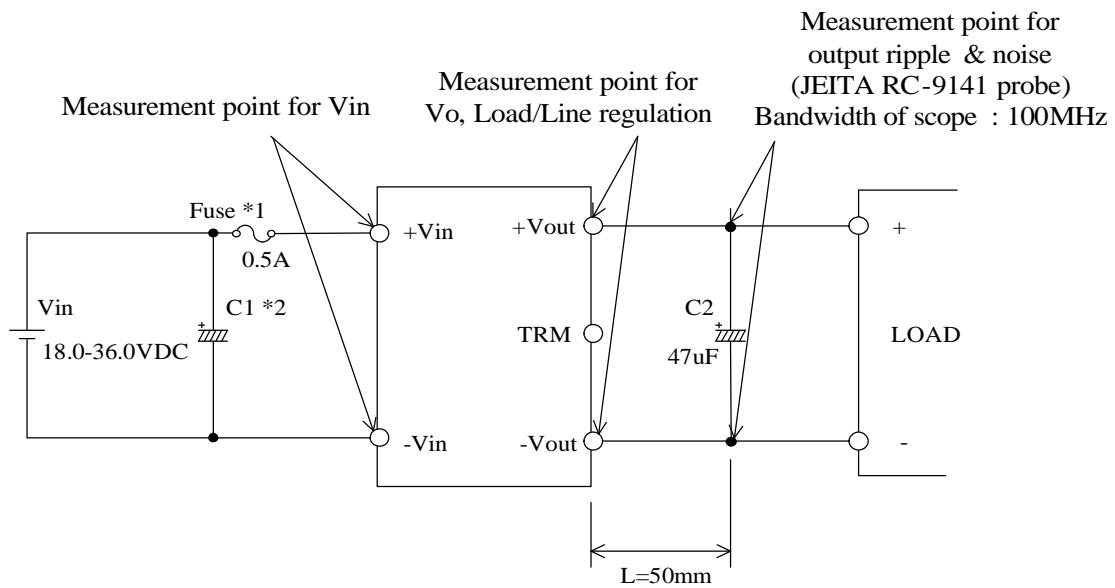 Measurement point for
output ripple & noise
(JEITA RC-9141 probe)
Bandwidth of scope : 100MHz
Measurement point for
Vo, Load/Line regulation
Measurement point for Vin
Fuse *1
0.5A
+Vin
+Vout
+
Vin
18.0-36.0VDC
+
C1 *2
TRM
C2
+
47uF
LOAD
-Vin
-Vout
-
L=50mm